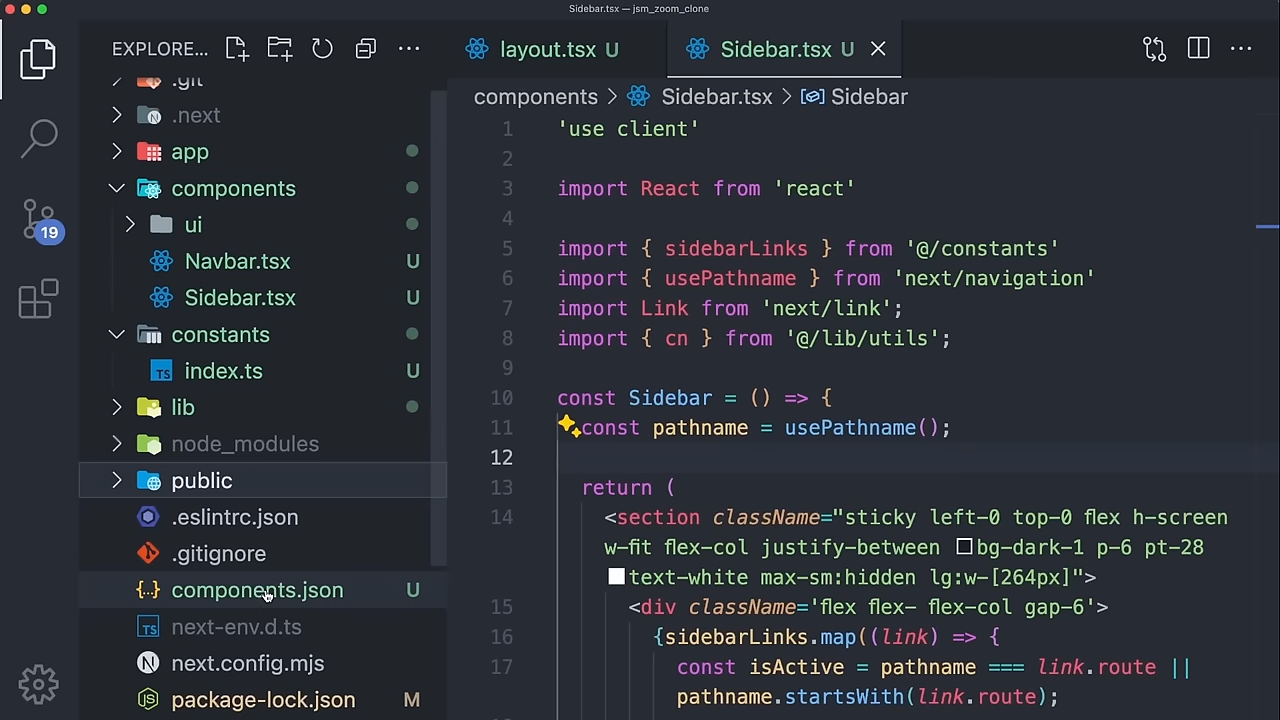 Sidebar.tsx — jsm_zoom_clone
EXPLORE...
.git
.next
app
components
ui
Navbar.tsx U
Sidebar.tsx U
constants
TS index.ts U
lib
node_modules
public
.eslintrc.json
.gitignore
{..} components.json U
TS next-env.d.ts
N next.config.mjs
JS package-lock.json M
19
layout.tsx U
Sidebar.tsx U
components > Sidebar.tsx > Sidebar
1 'use client'
2
3 import React from 'react'
4
5 import { sidebarLinks } from '@/constants'
6 import { usePathname } from 'next/navigation'
7 import Link from 'next/link';
8 import { cn } from '@/lib/utils';
9
10 const Sidebar = () => {
11 const pathname = usePathname();
12
13 return (
14 <section className="sticky left-0 top-0 flex h-screen
w-fit flex-col justify-between bg-dark-1 p-6 pt-28
text-white max-sm:hidden lg:w-[264px]">
15 <div className='flex flex- flex-col gap-6'>
16 {sidebarLinks.map((link) => {
17 const isActive = pathname === link.route ||
pathname.startsWith(link.route);